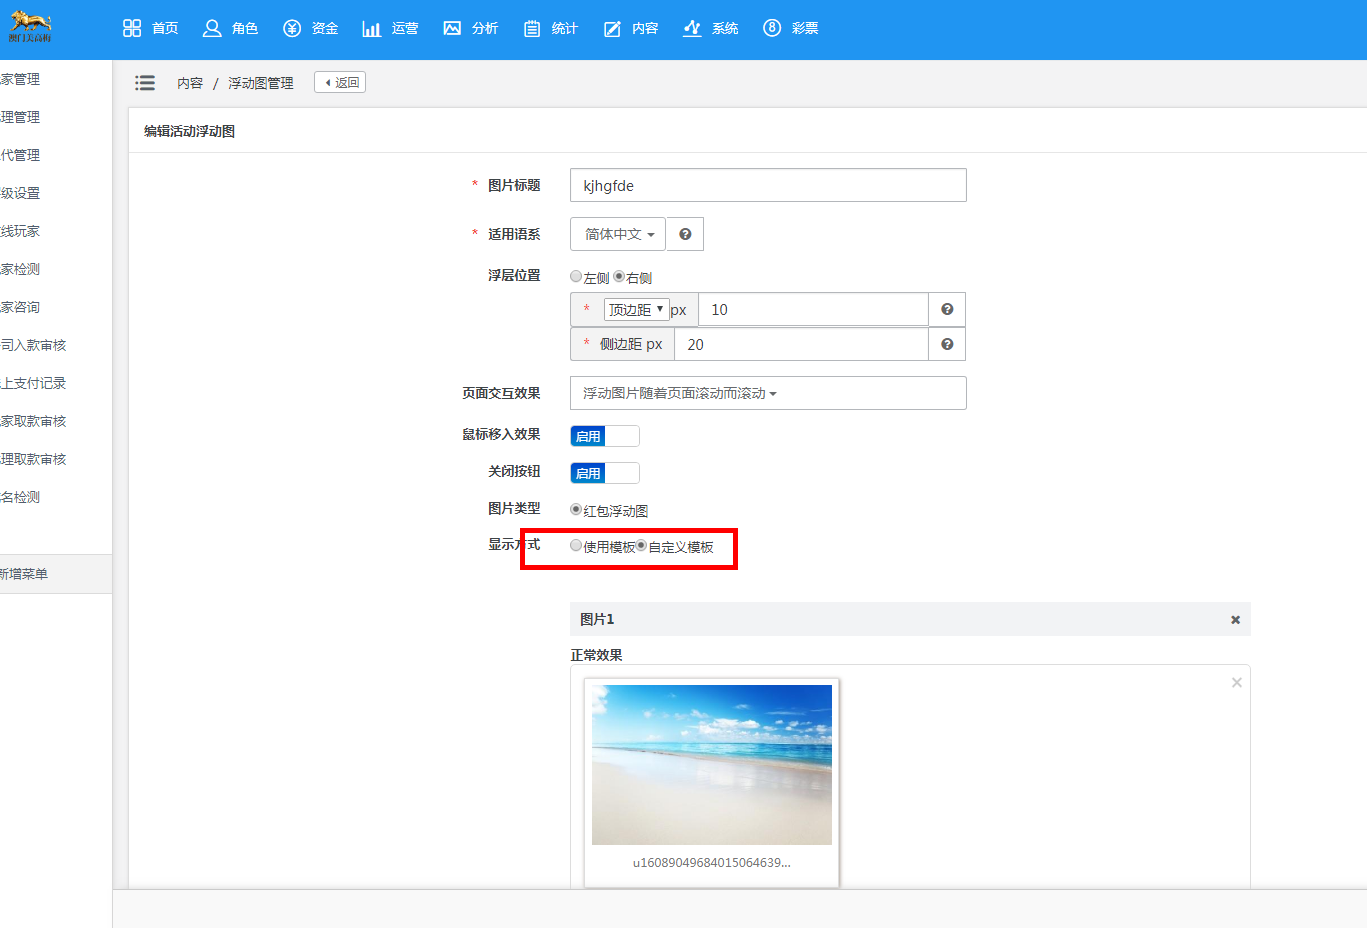 澳门美高梅
首页 角色 资金 运营 分析 统计 内容 系统 彩票
家管理
理管理
代管理
级设置
线玩家
家检测
家咨询
司入款审核
上支付记录
家取款审核
理取款审核
名检测
新增菜单
内容 / 浮动图管理 返回
编辑活动浮动图
* 图片标题 kjhgfde
* 适用语系 简体中文
浮层位置 左侧 右侧
* 顶边距 px 10
* 侧边距 px 20
页面交互效果 浮动图片随着页面滚动而滚动
鼠标移入效果 启用
关闭按钮 启用
图片类型 红包浮动图
显示方式 使用模板 自定义模板
图片1
正常效果
u16089049684015064639...